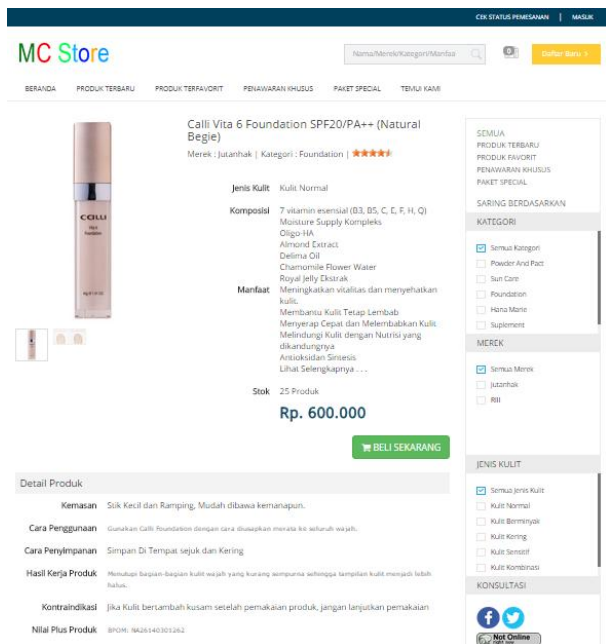 CEK STATUS PEMESANAN | MASUK
MC Store
Nama/Merek/Kategori/Manfaa
0
Daftar Baru >
BERANDA PRODUK TERBARU PRODUK TERFAVORIT PENAWARAN KHUSUS PAKET SPECIAL TEMUI KAMI
Calli Vita 6 Foundation SPF20/PA++ (Natural
Begie)
Merek : Jutanhak | Kategori : Foundation |
CALLI
Jenis Kulit Kulit Normal
Komposisi 7 vitamin esensial (B3, B5, C, E, F, H, Q)
Moisture Supply Kompleks
Oligo-HA
Almond Extract
Delima Oil
Chamomile Flower Water
Royal Jelly Ekstrak
Manfaat Meningkatkan vitalitas dan menyehatkan
kulit.
Membantu Kulit Tetap Lembab
Menyerap Cepat dan Melembabkan Kulit
Melindungi Kulit dengan Nutrisi yang
dikandungnya
Antioksidan Sintesis
Lihat Selengkapnya . . .
Stok 25 Produk
Rp. 600.000
BELI SEKARANG
Detail Produk
Kemasan Stik Kecil dan Ramping, Mudah dibawa kemanapun.
Cara Penggunaan Gunakan Calli Foundation dengan cara diusapkan merata ke seluruh wajah.
Cara Penyimpanan Simpan Di Tempat sejuk dan Kering
Hasil Kerja Produk Menutupi bagian-bagian kulit wajah yang kurang sempurna sehingga tampilan kulit menjadi lebih
halus.
Kontraindikasi Jika Kulit bertambah kusam setelah pemakaian produk, jangan lanjutkan pemakaian
Nilai Plus Produk BPOM: NA26140301262
SEMUA
PRODUK TERBARU
PRODUK FAVORIT
PENAWARAN KHUSUS
PAKET SPECIAL
SARING BERDASARKAN
KATEGORI
Semua Kategori
Powder And Pact
Sun Care
Foundation
Hana Marie
Suplement
MEREK
Semua Merek
Jutanhak
RIII
JENIS KULIT
Semua Jenis Kulit
Kulit Normal
Kulit Berminyak
Kulit Kering
Kulit Sensitif
Kulit Kombinasi
KONSULTASI
Not Online
right now